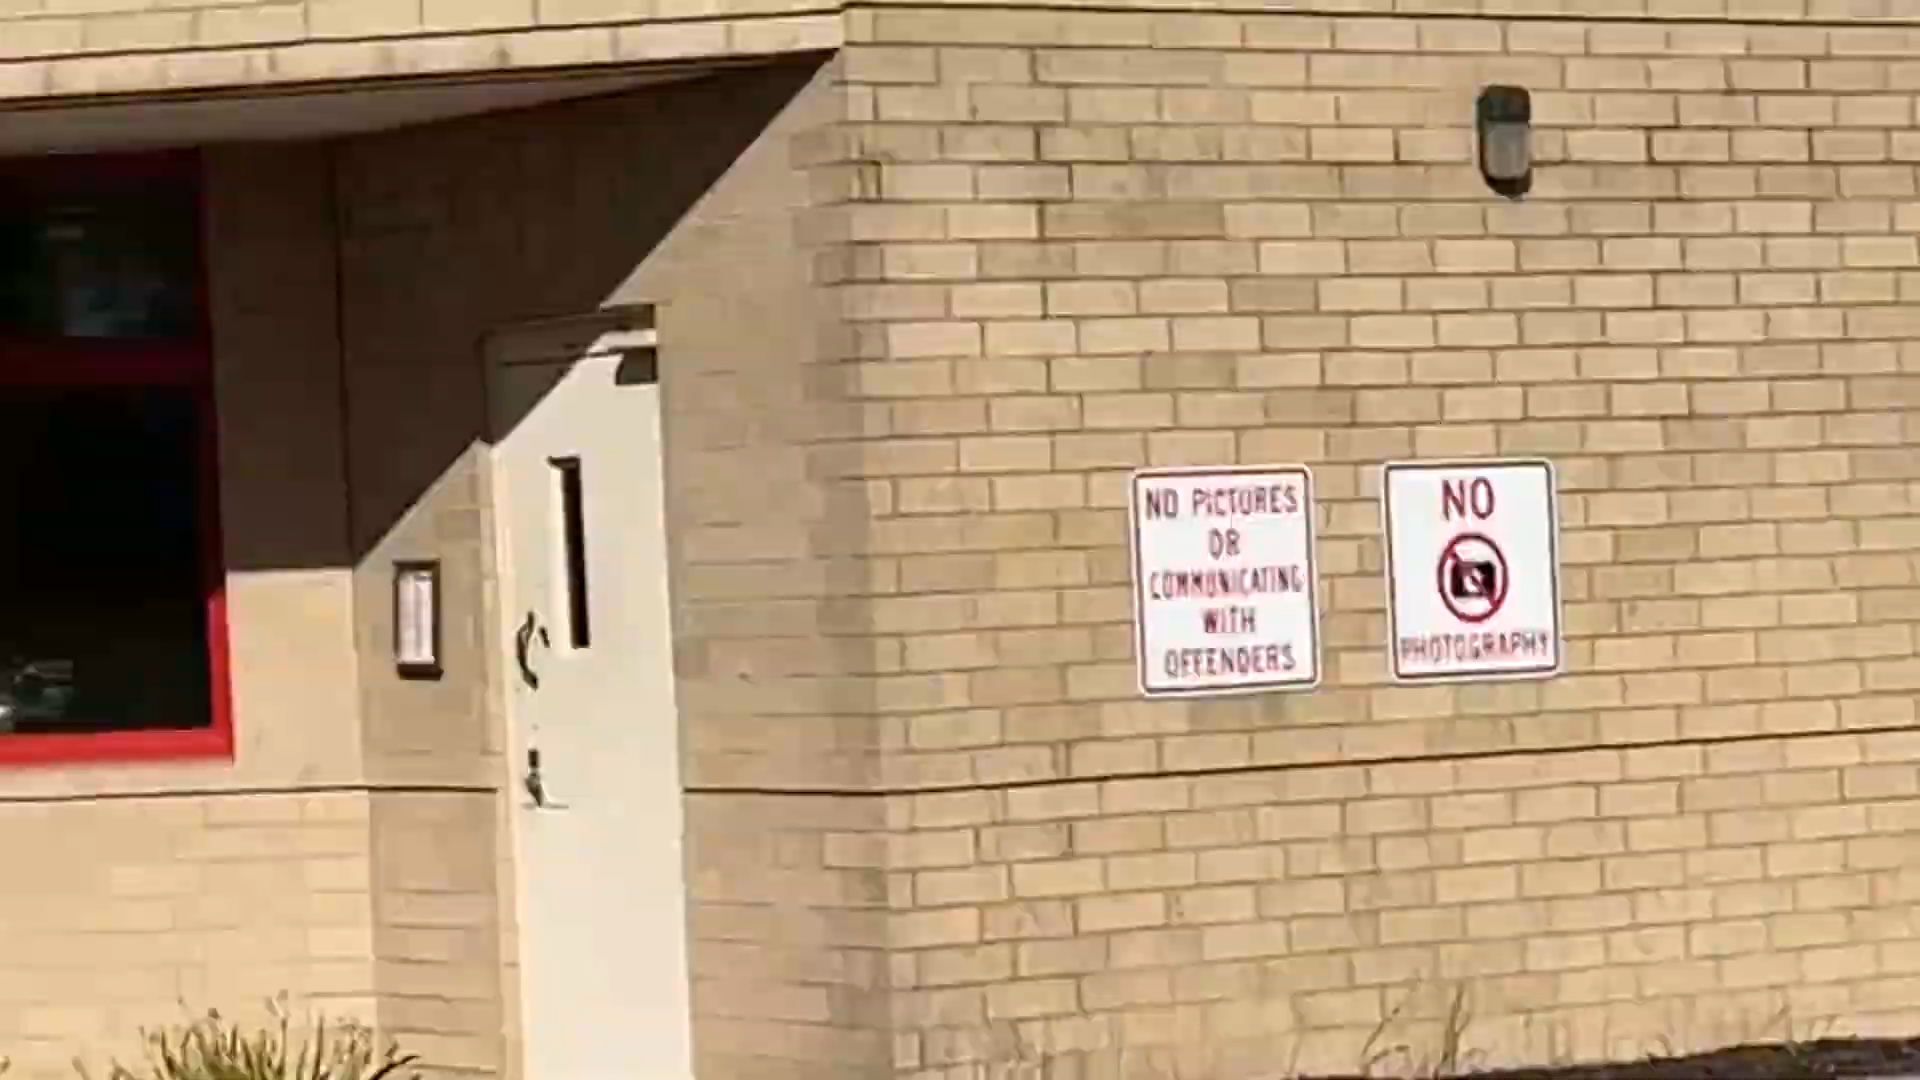 NO PICTURES
OR
COMMUNICATING
WITH
OFFENDERS
NO
PHOTOGRAPHY